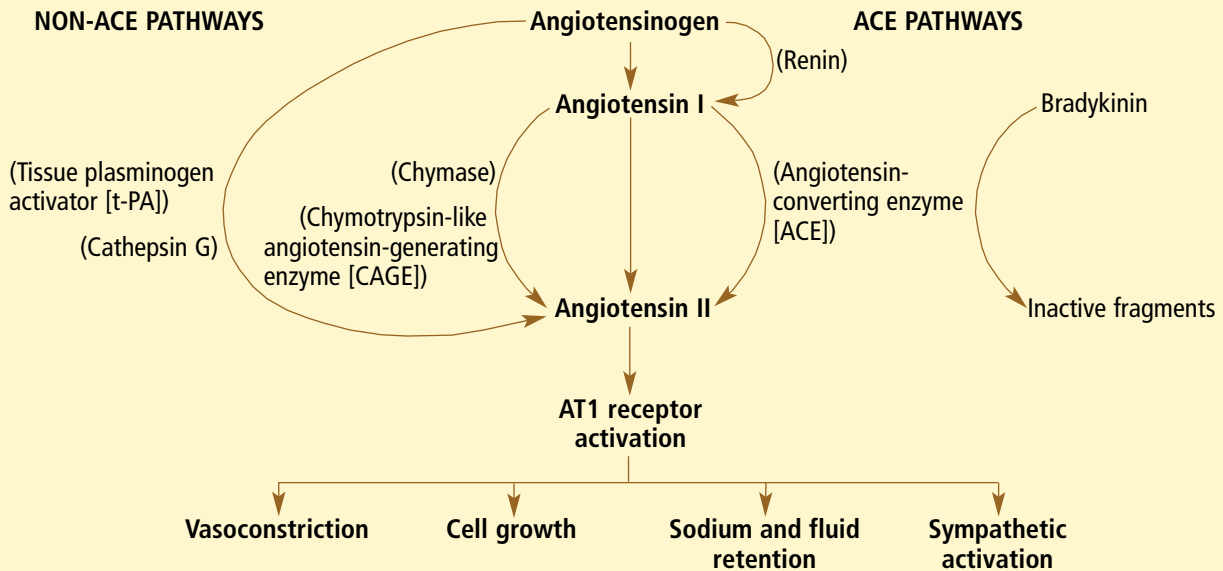 NON-ACE PATHWAYS
Angiotensinogen
ACE PATHWAYS
(Renin)
Angiotensin I
Bradykinin
(Tissue plasminogen
activator [t-PA])
(Cathepsin G)
(Chymase)
(Chymotrypsin-like
angiotensin-generating
enzyme [CAGE])
(Angiotensin-
converting enzyme
[ACE])
Angiotensin II
Inactive fragments
AT1 receptor
activation
Vasoconstriction
Cell growth
Sodium and fluid
retention
Sympathetic
activation